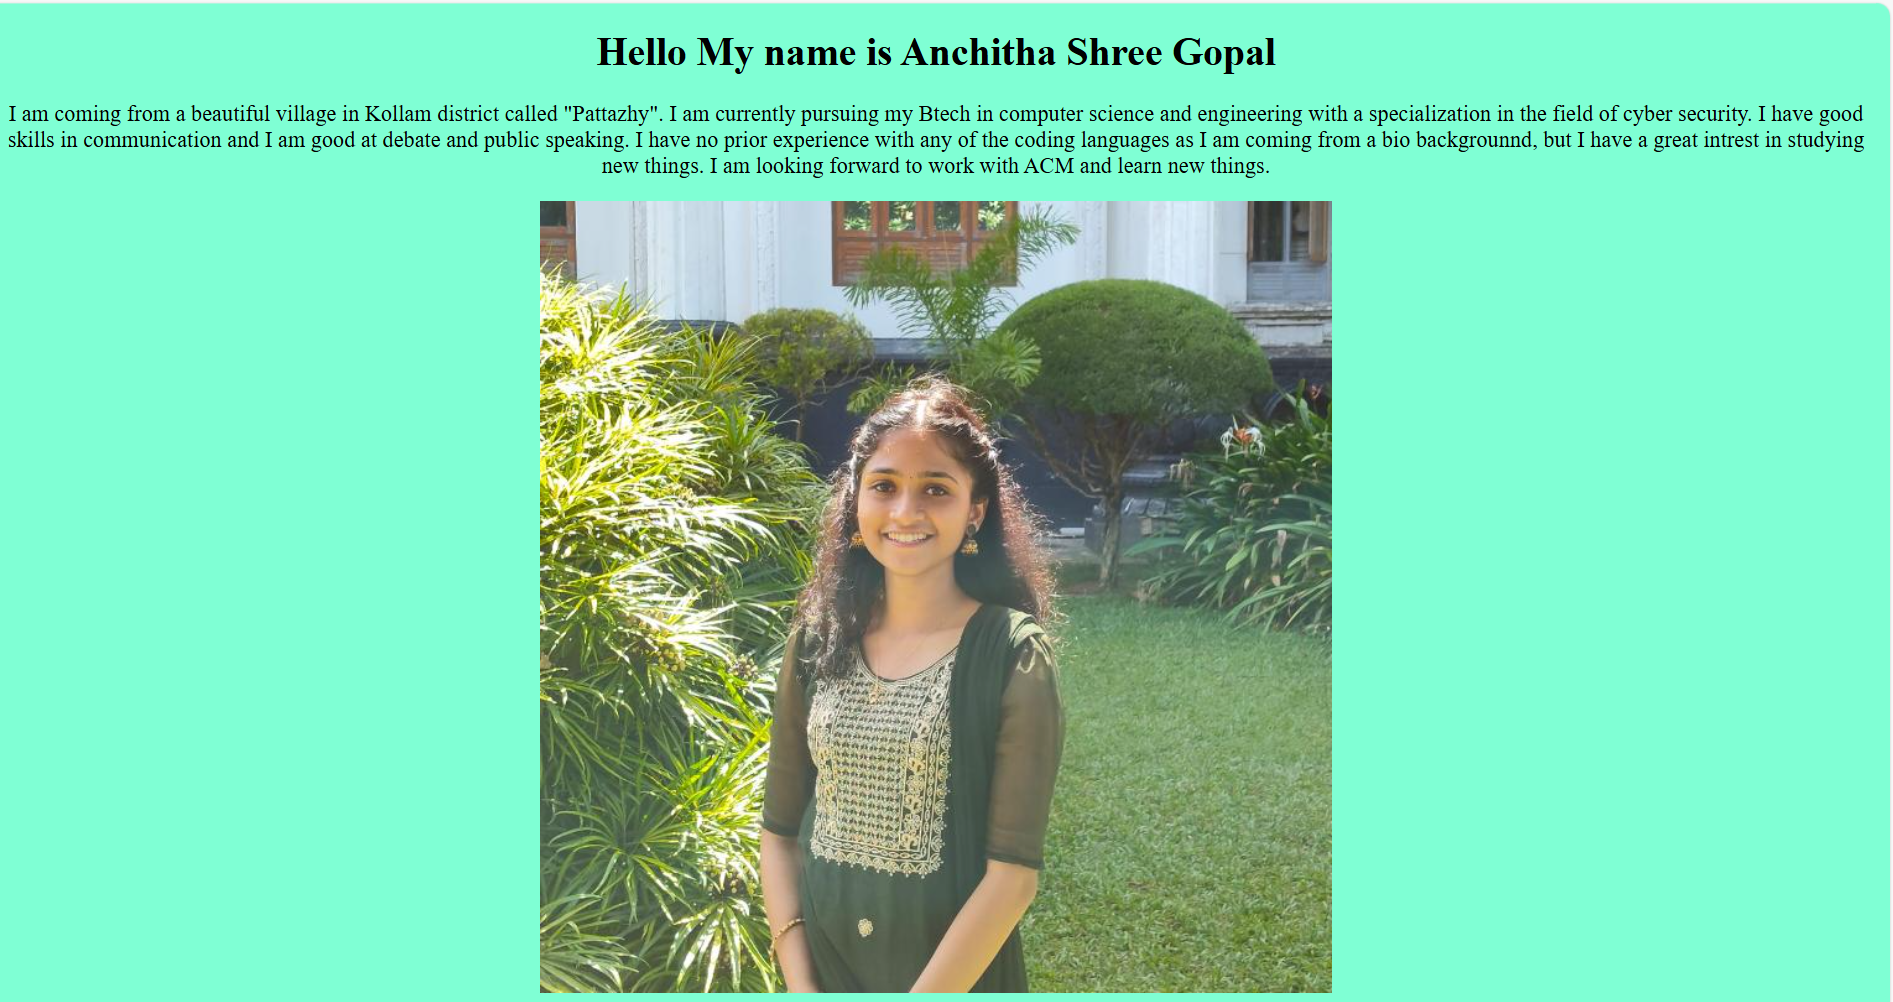 Hello My name is Anchitha Shree Gopal
I am coming from a beautiful village in Kollam district called "Pattazhy". I am currently pursuing my Btech in computer science and engineering with a specialization in the field of cyber security. I have good
skills in communication and I am good at debate and public speaking. I have no prior experience with any of the coding languages as I am coming from a bio backgrounnd, but I have a great intrest in studying
new things. I am looking forward to work with ACM and learn new things.